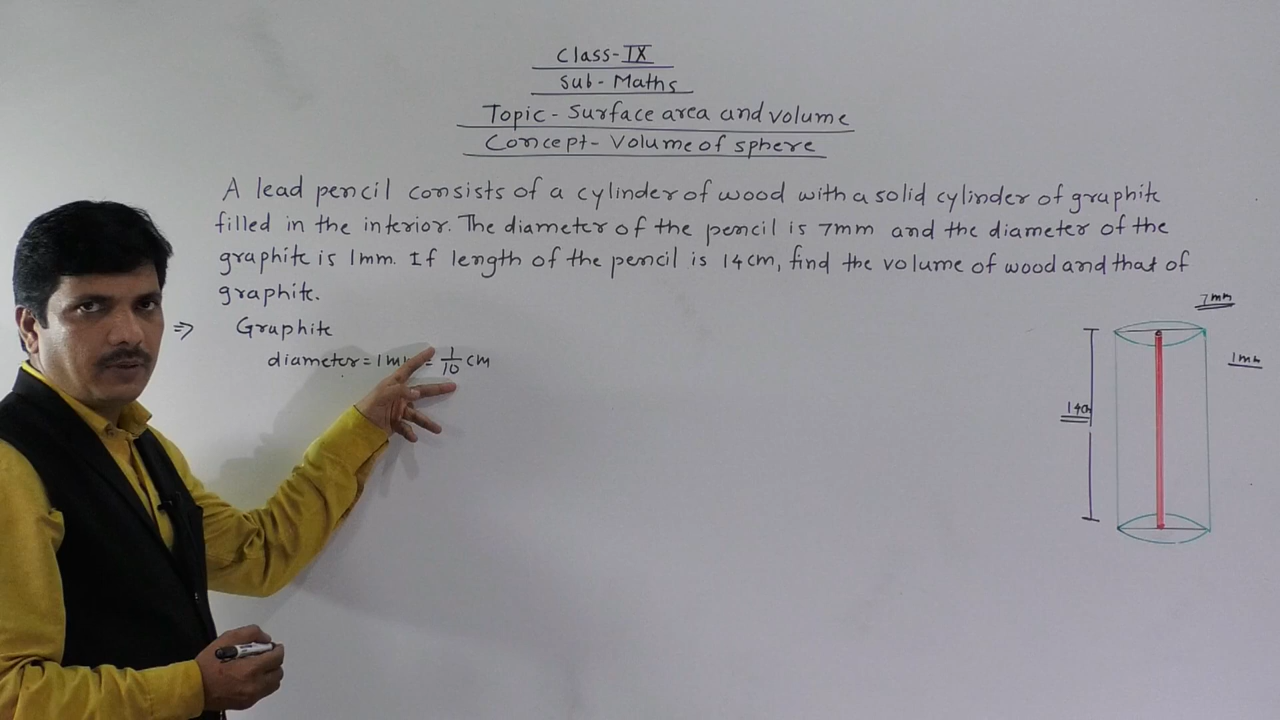 Class-IX
Sub- Maths
Topic- Surface area and volume
Concept- Volume of sphere
A lead pencil consists of a cylinder of wood with a solid cylinder of graphite
filled in the interior. The diameter of the pencil is 7mm and the diameter of the
graphite is 1mm. If length of the pencil is 14cm, find the volume of wood and that of
graphite.
7mm
⇒ Graphite
diameter = 1m = 1/10 cm
1mm
14cm